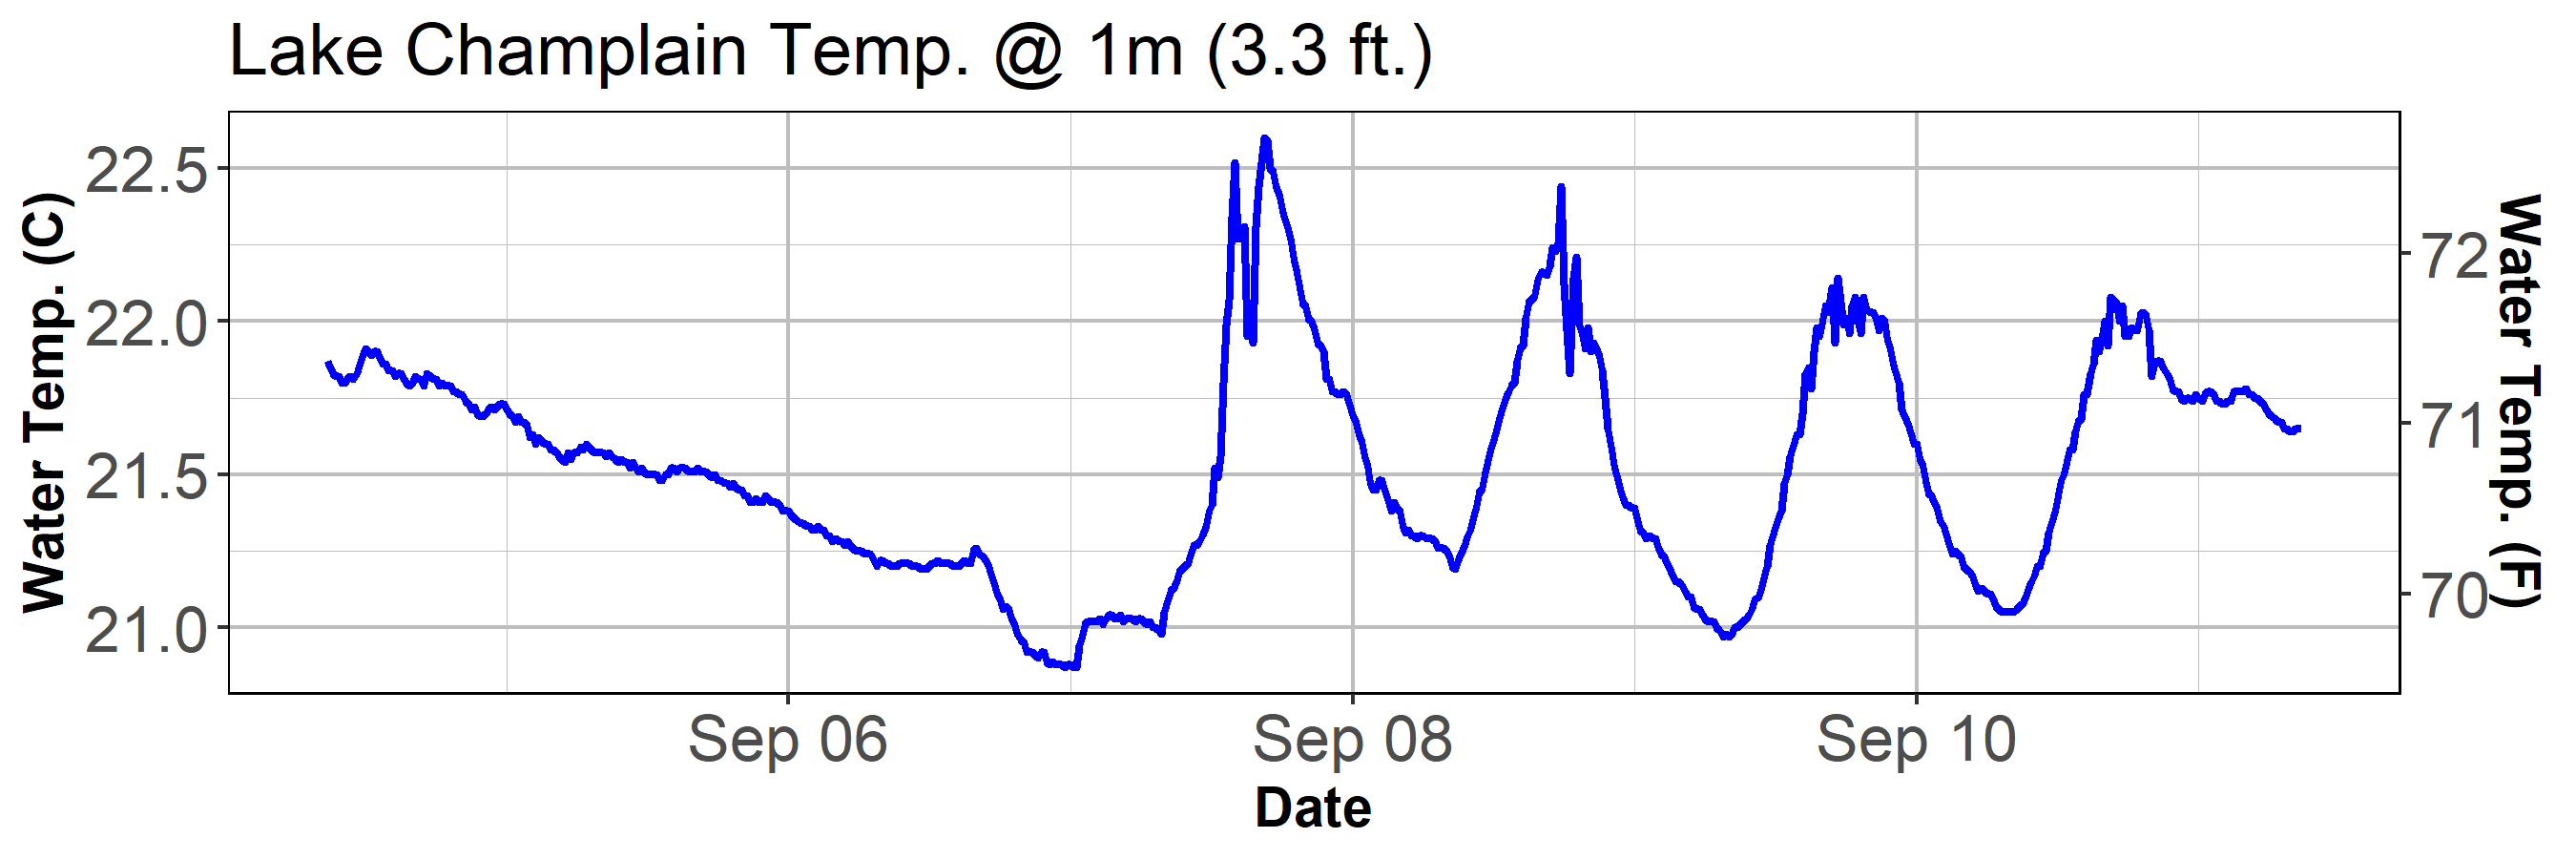 Lake Champlain Temp. @ 1m (3.3 ft.)
Water Temp. (C)
22.5
22.0
21.5
21.0
72
71
70
Water Temp. (F)
Sep 06
Sep 08
Sep 10
Date